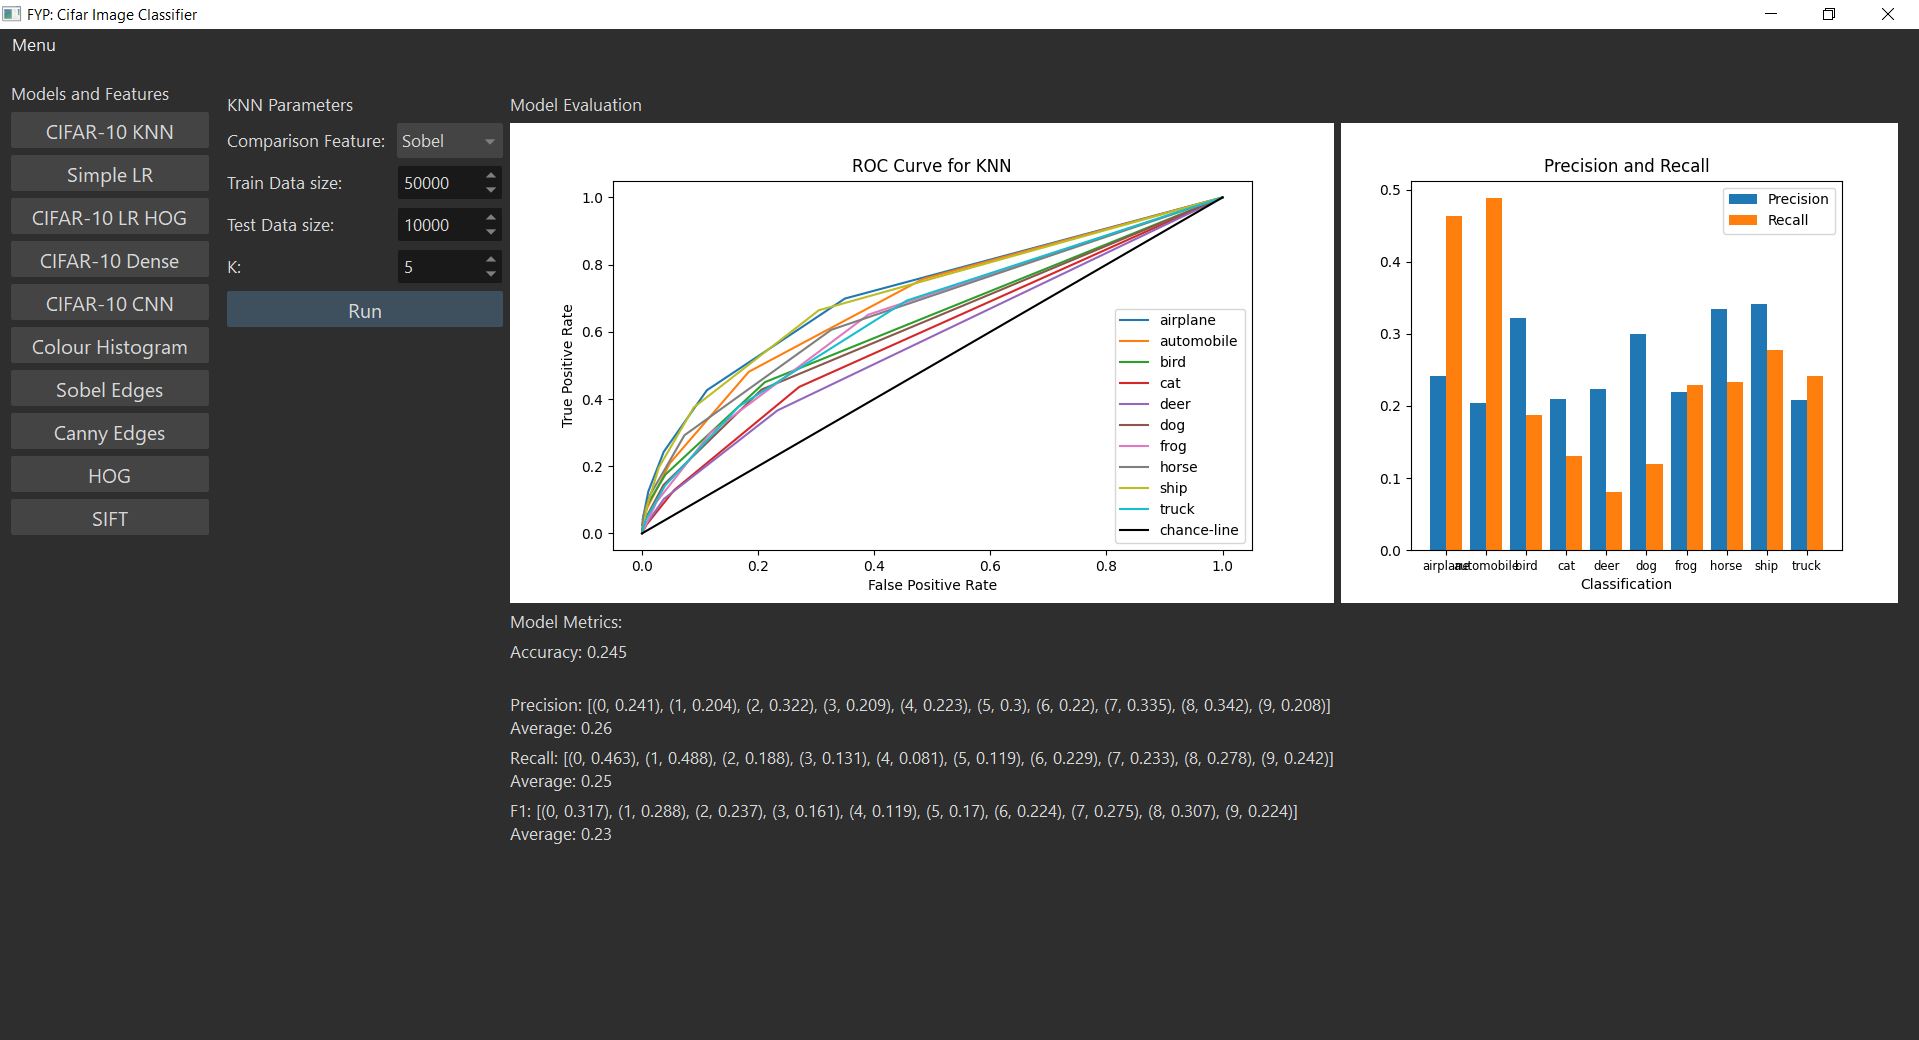 FYP: Cifar Image Classifier
Menu
Models and Features
CIFAR-10 KNN
Simple LR
CIFAR-10 LR HOG
CIFAR-10 Dense
CIFAR-10 CNN
Colour Histogram
Sobel Edges
Canny Edges
HOG
SIFT
KNN Parameters
Comparison Feature: Sobel
Train Data size: 50000
Test Data size: 10000
K: 5
Run
Model Evaluation
ROC Curve for KNN
True Positive Rate
1.0
0.8
0.6
0.4
0.2
0.0
airplane
automobile
bird
cat
deer
dog
frog
horse
ship
truck
chance-line
0.0 0.2 0.4 0.6 0.8 1.0
False Positive Rate
Precision and Recall
0.5
0.4
0.3
0.2
0.1
0.0
Precision
Recall
airplane automobile bird cat deer dog frog horse ship truck
Classification
Model Metrics:
Accuracy: 0.245
Precision: [(0, 0.241), (1, 0.204), (2, 0.322), (3, 0.209), (4, 0.223), (5, 0.3), (6, 0.22), (7, 0.335), (8, 0.342), (9, 0.208)]
Average: 0.26
Recall: [(0, 0.463), (1, 0.488), (2, 0.188), (3, 0.131), (4, 0.081), (5, 0.119), (6, 0.229), (7, 0.233), (8, 0.278), (9, 0.242)]
Average: 0.25
F1: [(0, 0.317), (1, 0.288), (2, 0.237), (3, 0.161), (4, 0.119), (5, 0.17), (6, 0.224), (7, 0.275), (8, 0.307), (9, 0.224)]
Average: 0.23